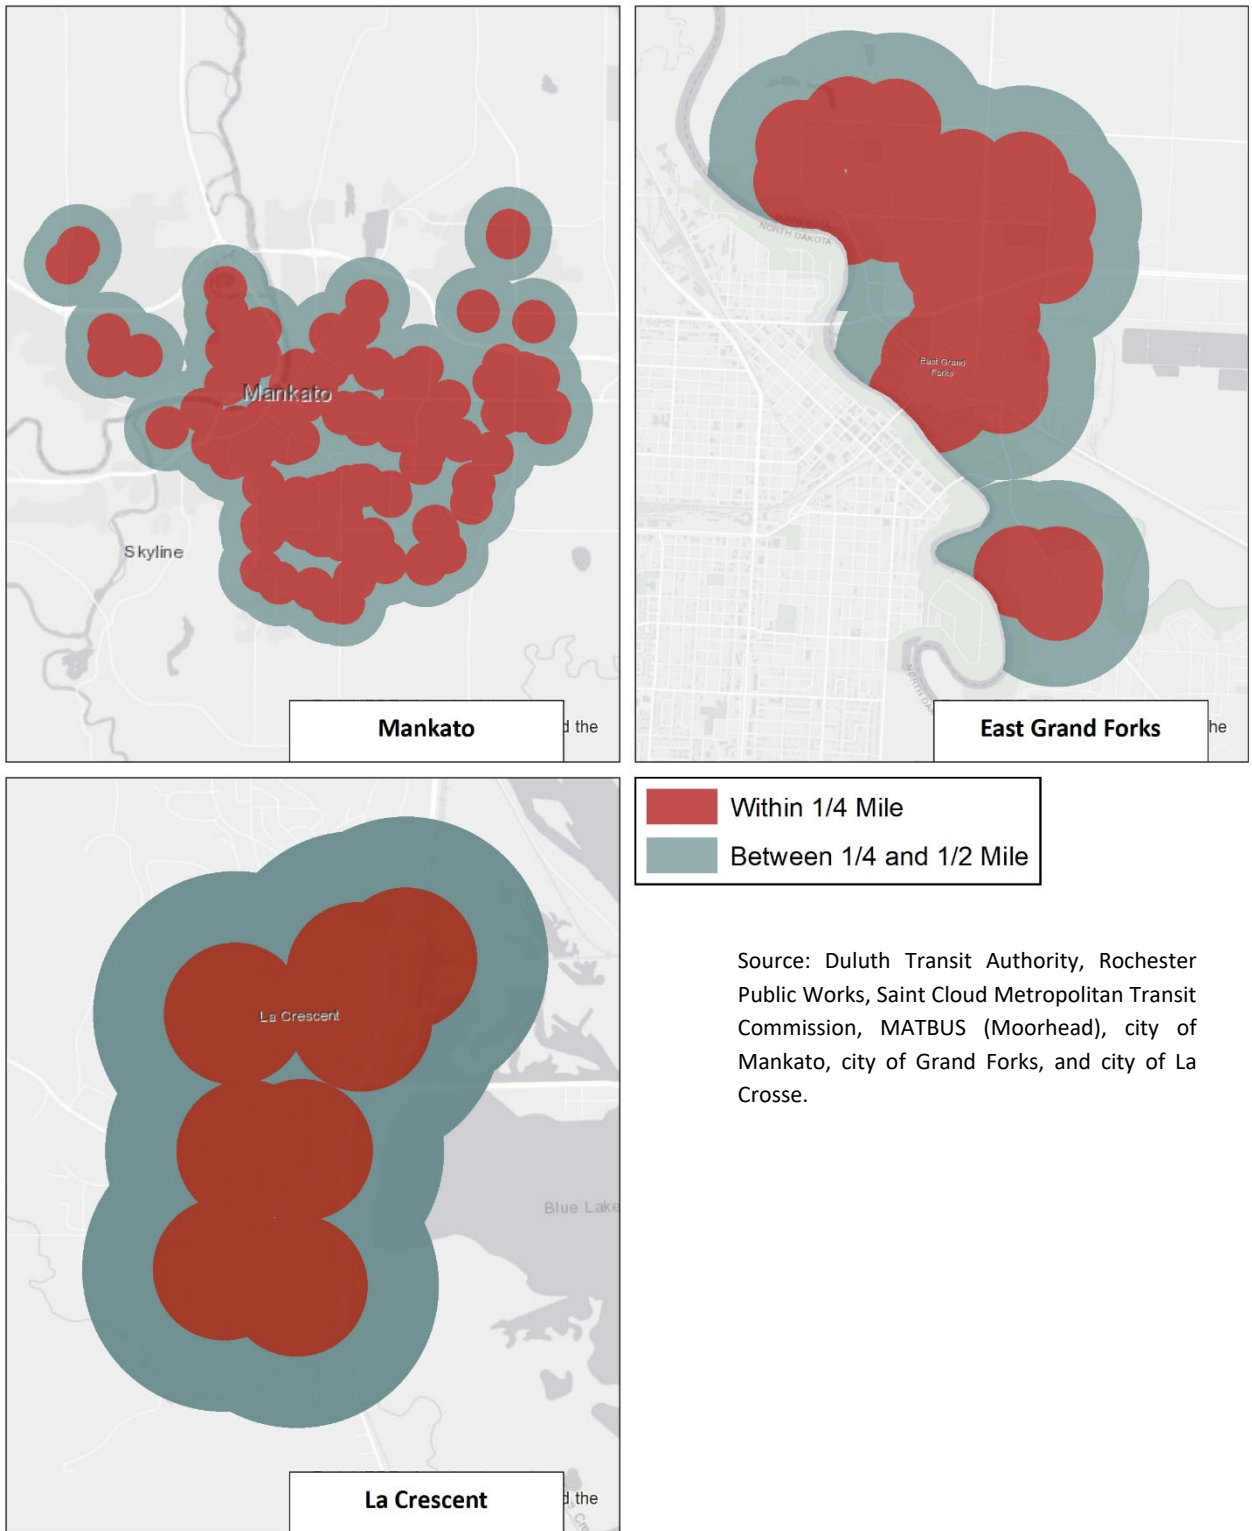 Mankato
Skyline
Mankato
d the
MINNESOTA
NORTH DAKOTA
East Grand
Forks
East Grand Forks
he
La Crescent
Blue Lake
La Crescent
d the
Within 1/4 Mile
Between 1/4 and 1/2 Mile
Source: Duluth Transit Authority, Rochester
Public Works, Saint Cloud Metropolitan Transit
Commission, MATBUS (Moorhead), city of
Mankato, city of Grand Forks, and city of La
Crosse.